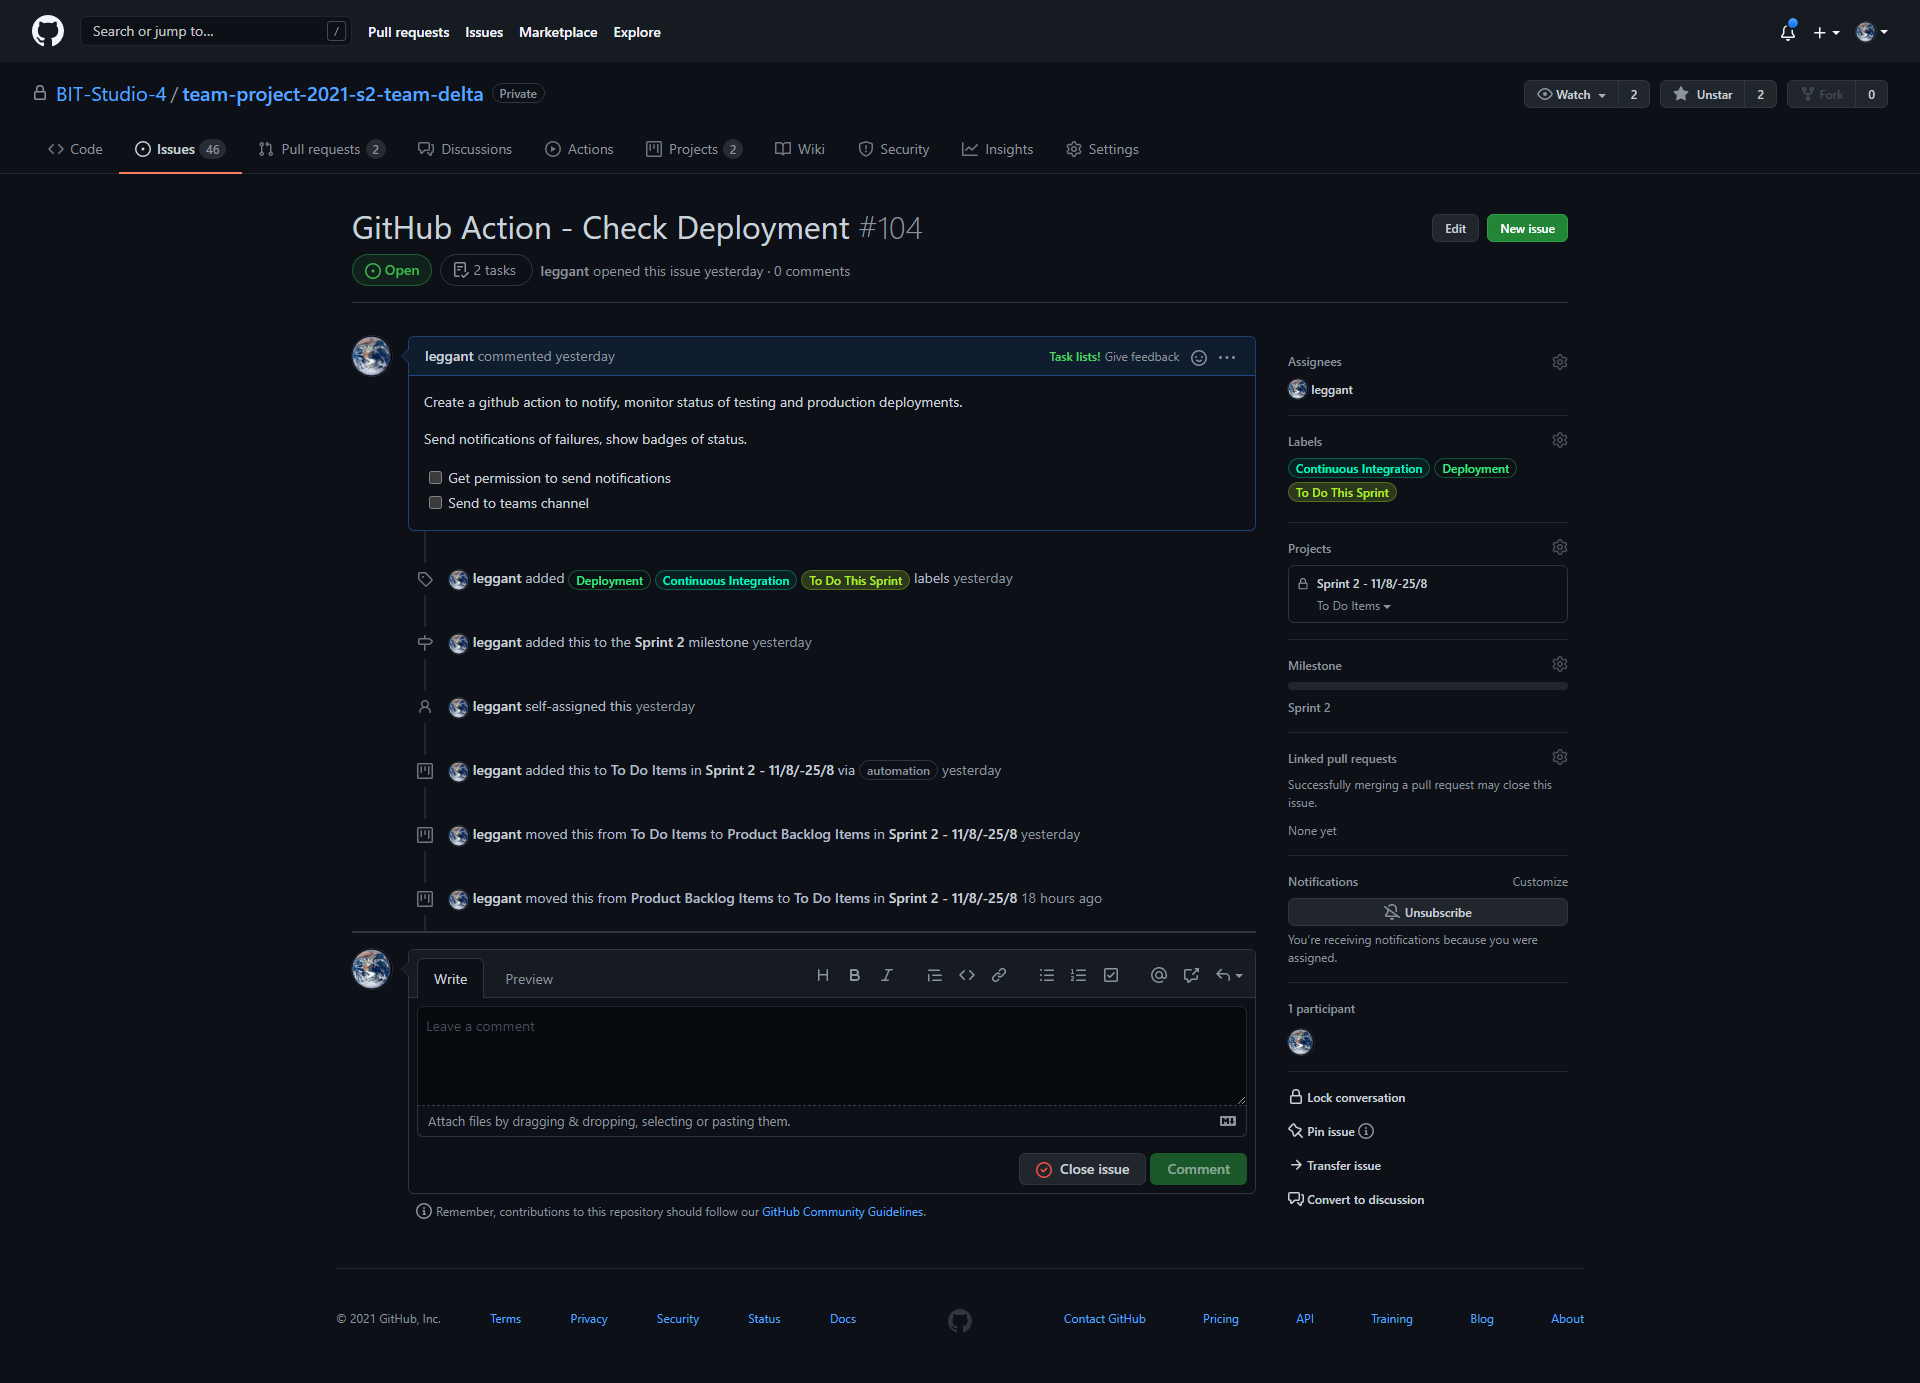 Search or jump to...
/
Pull requests
Issues
Marketplace
Explore
BIT-Studio-4 / team-project-2021-s2-team-delta Private
Watch 2
Unstar 2
Fork 0
Code
Issues 46
Pull requests 2
Discussions
Actions
Projects 2
Wiki
Security
Insights
Settings
GitHub Action - Check Deployment #104
Edit
New issue
Open
2 tasks
leggant opened this issue yesterday · 0 comments
leggant commented yesterday
Task lists! Give feedback
Create a github action to notify, monitor status of testing and production deployments.
Send notifications of failures, show badges of status.
Get permission to send notifications
Send to teams channel
leggant added Deployment Continuous Integration To Do This Sprint labels yesterday
leggant added this to the Sprint 2 milestone yesterday
leggant self-assigned this yesterday
leggant added this to To Do Items in Sprint 2 - 11/8/-25/8 via automation yesterday
leggant moved this from To Do Items to Product Backlog Items in Sprint 2 - 11/8/-25/8 yesterday
leggant moved this from Product Backlog Items to To Do Items in Sprint 2 - 11/8/-25/8 18 hours ago
Write
Preview
H B I
Leave a comment
Attach files by dragging & dropping, selecting or pasting them.
Close issue
Comment
Remember, contributions to this repository should follow our GitHub Community Guidelines.
Assignees
leggant
Labels
Continuous Integration Deployment
To Do This Sprint
Projects
Sprint 2 - 11/8/-25/8
To Do Items
Milestone
Sprint 2
Linked pull requests
Successfully merging a pull request may close this
issue.
None yet
Notifications
Customize
Unsubscribe
You're receiving notifications because you were
assigned.
1 participant
Lock conversation
Pin issue
Transfer issue
Convert to discussion
© 2021 GitHub, Inc.
Terms
Privacy
Security
Status
Docs
Contact GitHub
Pricing
API
Training
Blog
About